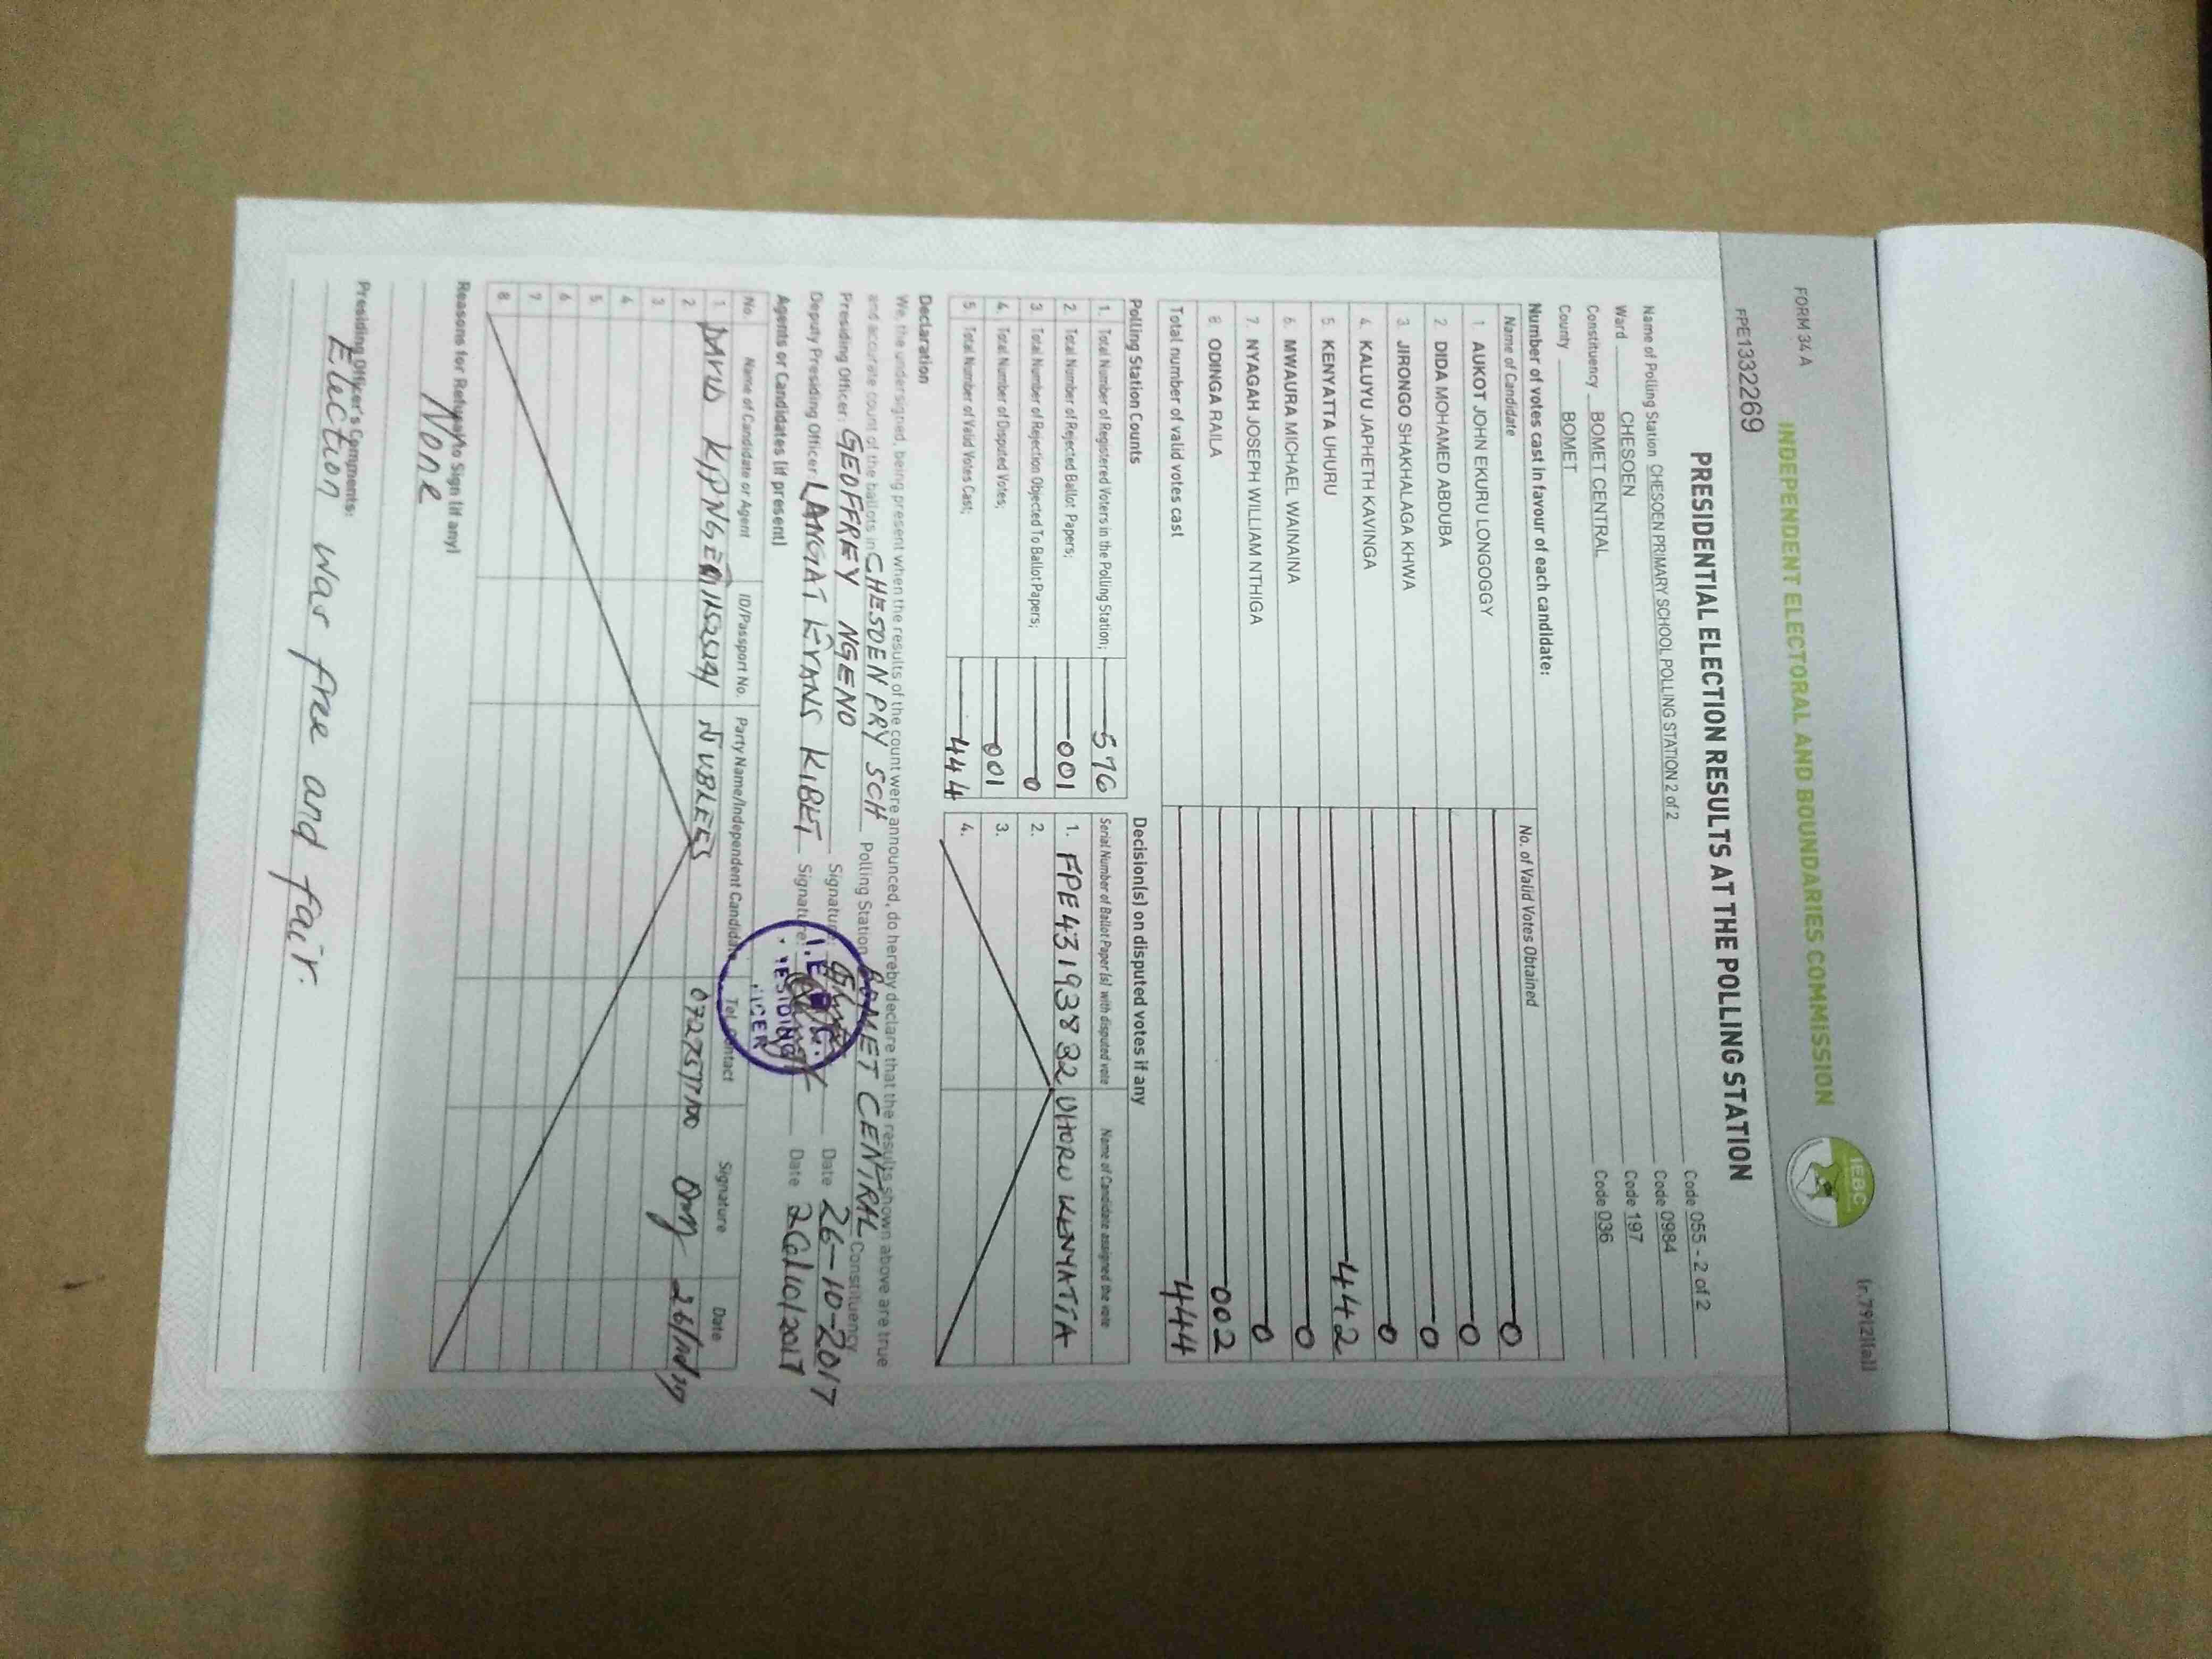 FORM 34 A
(r.79(2)(a))
INDEPENDENT ELECTORAL AND BOUNDARIES COMMISSION
IEBC
FPE1332269
PRESIDENTIAL ELECTION RESULTS AT THE POLLING STATION
Name of Polling Station CHESOEN PRIMARY SCHOOL POLLING STATION 2 of 2 Code 055 - 2 of 2
Ward CHESOEN Code 0984
Constituency BOMET CENTRAL Code 197
County BOMET Code 036
Number of votes cast in favour of each candidate:
Name of Candidate No. of Valid Votes Obtained
1 AUKOT JOHN EKURU LONGOGGY 0
2 DIDA MOHAMED ABDUBA 0
3 JIRONGO SHAKHALAGA KHWA 0
4 KALUYU JAPHETH KAVINGA 0
5 KENYATTA UHURU 442
6 MWAURA MICHAEL WAINAINA 0
7 NYAGAH JOSEPH WILLIAM NTHIGA 0
8 ODINGA RAILA 002
Total number of valid votes cast 444
Polling Station Counts Decision(s) on disputed votes if any
Serial Number of Ballot Paper(s) with disputed vote Name of Candidate assigned the vote
1. Total Number of Registered Voters in the Polling Station; 576
2. Total Number of Rejected Ballot Papers; 001
3. Total Number of Rejection Objected To Ballot Papers; 0
4. Total Number of Disputed Votes; 001
5. Total Number of Valid Votes Cast; 444
1. FPE431938 32 UHURU KENYATTA
2.
3.
4.
Declaration
We, the undersigned, being present when the results of the count were announced, do hereby declare that the results shown above are true
and accurate count of the ballots in CHESOEN PRY SCH Polling Station BOMET CENTRAL Constituency
Presiding Officer: GEOFFREY NGENO Signature: Date 26-10-2017
Deputy Presiding Officer LANGAT EVANS KIBET Signature: Date 26/10/2017
Agents or Candidates (if present)
No. Name of Candidate or Agent ID/Passport No. Party Name/Independent Candidate Tel. contact Signature Date
1 DAVID KIPNGENO JUBLEES
2
3
4
5
6
7
8
Reasons for Refusal to Sign (if any)
None
Presiding Officer's Comments:
Election was free and fair.